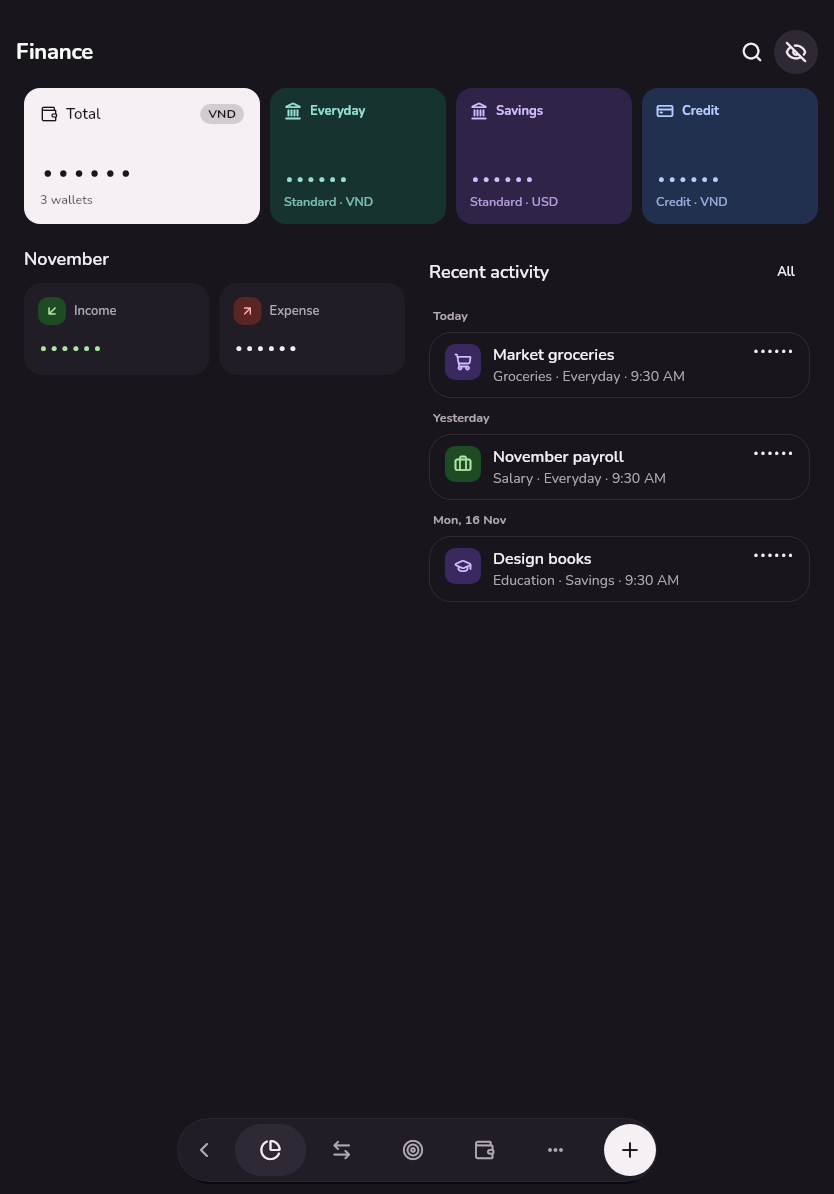 Finance
Total
VND
••••••
3 wallets
Everyday
••••••
Standard · VND
Savings
••••••
Standard · USD
Credit
••••••
Credit · VND
November
Income
••••••
Expense
••••••
Recent activity
All
Today
Market groceries
••••••
Groceries · Everyday · 9:30 AM
Yesterday
November payroll
••••••
Salary · Everyday · 9:30 AM
Mon, 16 Nov
Design books
••••••
Education · Savings · 9:30 AM